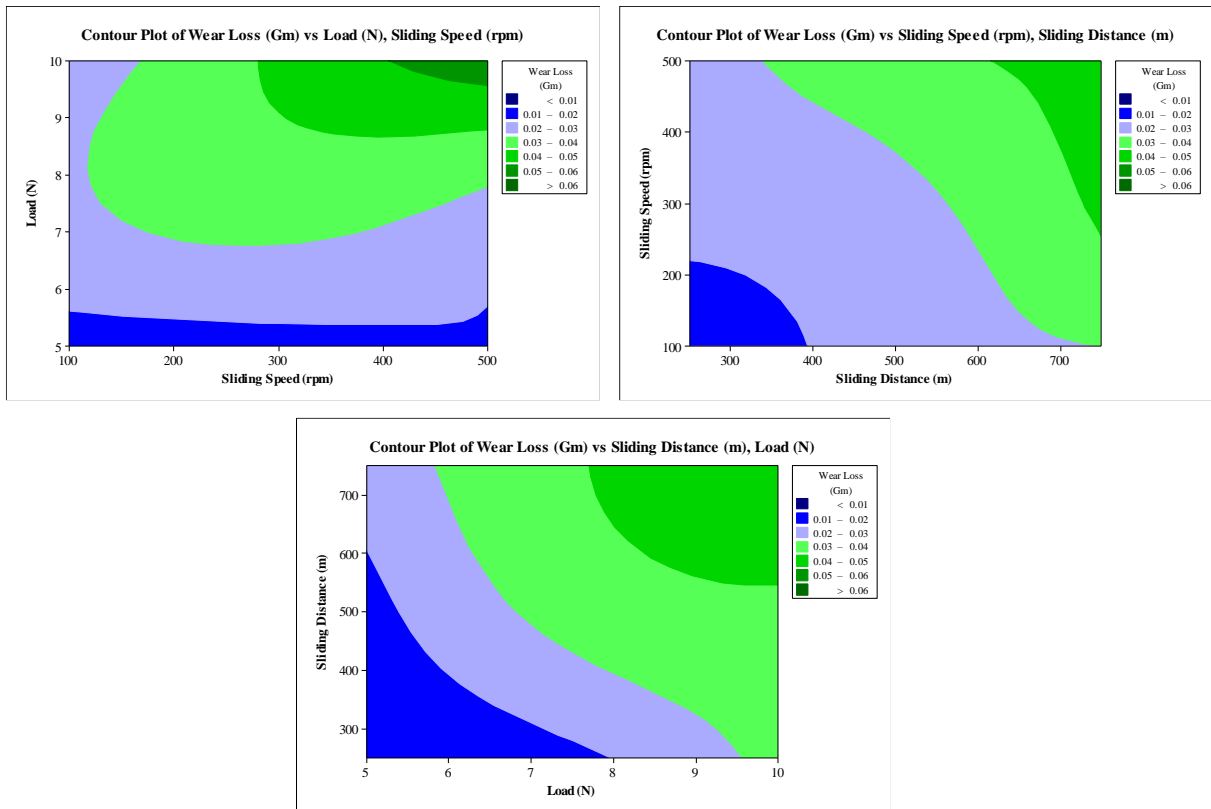 Contour Plot of Wear Loss (Gm) vs Load (N), Sliding Speed (rpm)
10
9
8
7
6
5
Load (N)
100
200
300
400
500
Sliding Speed (rpm)
Wear Loss
(Gm)
< 0.01
0.01 – 0.02
0.02 – 0.03
0.03 – 0.04
0.04 – 0.05
0.05 – 0.06
> 0.06
Contour Plot of Wear Loss (Gm) vs Sliding Speed (rpm), Sliding Distance (m)
500
400
300
200
100
Sliding Speed (rpm)
300
400
500
600
700
Sliding Distance (m)
Wear Loss
(Gm)
< 0.01
0.01 – 0.02
0.02 – 0.03
0.03 – 0.04
0.04 – 0.05
0.05 – 0.06
> 0.06
Contour Plot of Wear Loss (Gm) vs Sliding Distance (m), Load (N)
700
600
500
400
300
Sliding Distance (m)
5
6
7
8
9
10
Load (N)
Wear Loss
(Gm)
< 0.01
0.01 – 0.02
0.02 – 0.03
0.03 – 0.04
0.04 – 0.05
0.05 – 0.06
> 0.06